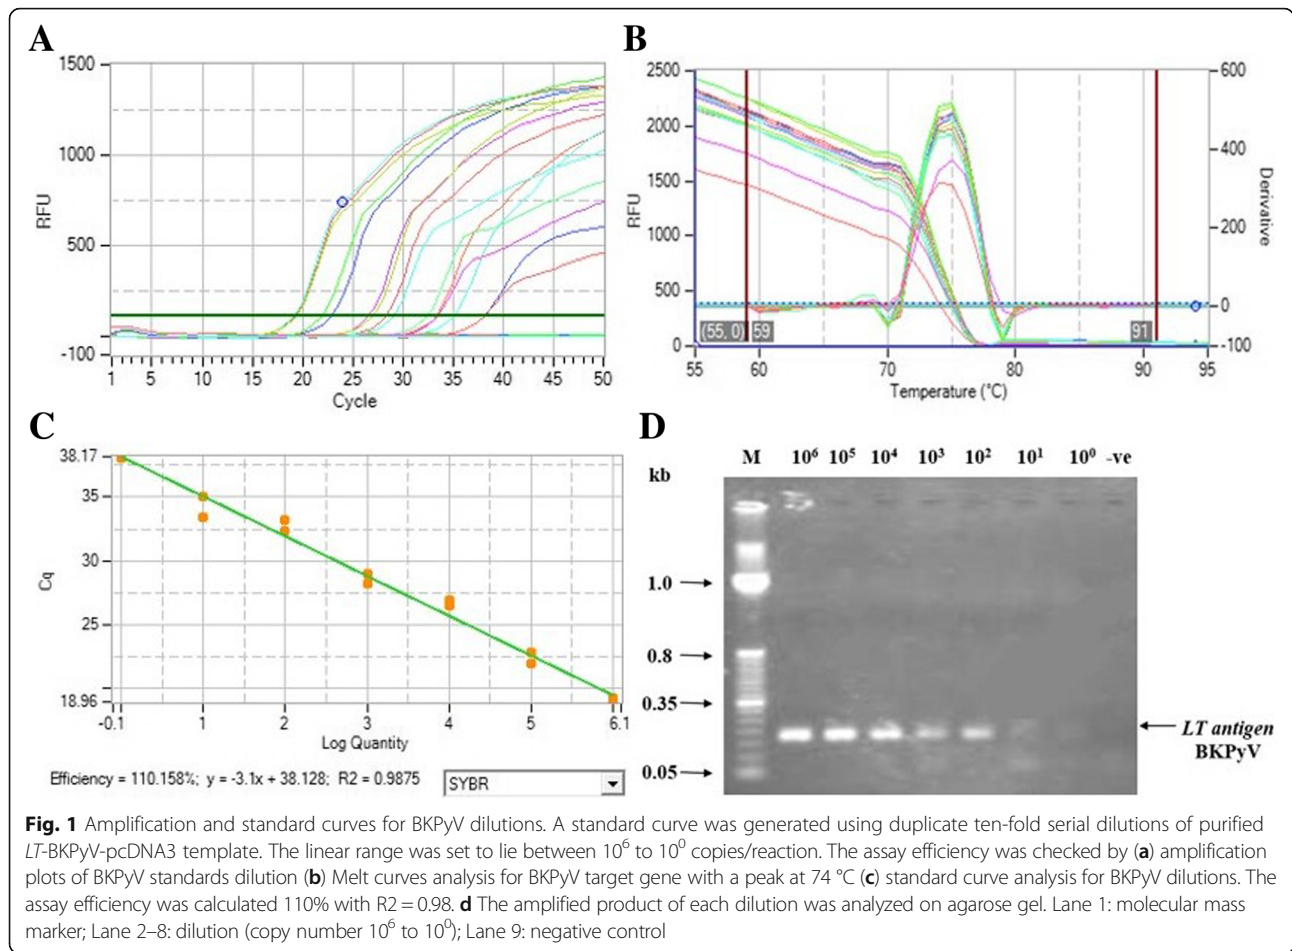 A
1500
1000
500
-100
RFU
1 5 10 15 20 25 30 35 40 45 50
Cycle
B
2500
2000
1500
1000
500
0
RFU
600
400
200
0
-100
Derivative
(55, 0) 59
91
55 60 70 80 90 95
Temperature (°C)
C
38.17
35
30
25
18.96
Cq
-0.1 1 2 3 4 5 6.1
Log Quantity
Efficiency = 110.158%; y = -3.1x + 38.128; R2 = 0.9875
SYBR
D
M 10⁶ 10⁵ 10⁴ 10³ 10² 10¹ 10⁰ -ve
kb
1.0
0.8
0.35
0.05
LT antigen
BKPyV
Fig. 1 Amplification and standard curves for BKPyV dilutions. A standard curve was generated using duplicate ten-fold serial dilutions of purified
LT-BKPyV-pcDNA3 template. The linear range was set to lie between 10⁶ to 10⁰ copies/reaction. The assay efficiency was checked by (a) amplification
plots of BKPyV standards dilution (b) Melt curves analysis for BKPyV target gene with a peak at 74 °C (c) standard curve analysis for BKPyV dilutions. The
assay efficiency was calculated 110% with R2 = 0.98. d The amplified product of each dilution was analyzed on agarose gel. Lane 1: molecular mass
marker; Lane 2–8: dilution (copy number 10⁶ to 10⁰); Lane 9: negative control